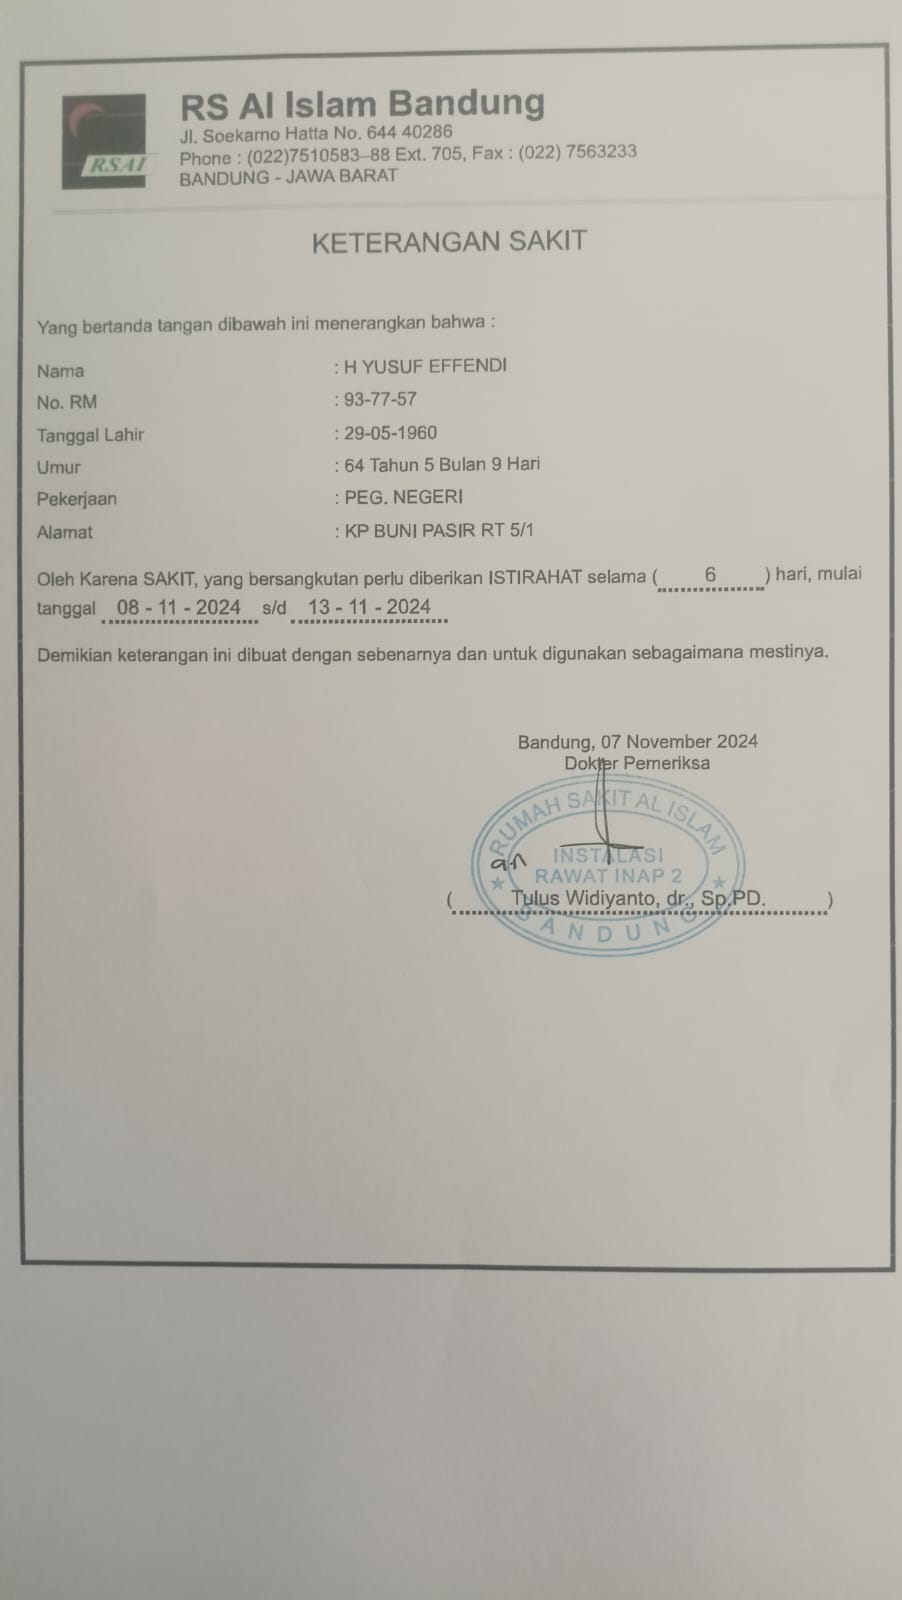 RSAI
RS Al Islam Bandung
Jl. Soekarno Hatta No. 644 40286
Phone : (022)7510583–88 Ext. 705, Fax : (022) 7563233
BANDUNG - JAWA BARAT
KETERANGAN SAKIT
Yang bertanda tangan dibawah ini menerangkan bahwa :
Nama : H YUSUF EFFENDI
No. RM : 93-77-57
Tanggal Lahir : 29-05-1960
Umur : 64 Tahun 5 Bulan 9 Hari
Pekerjaan : PEG. NEGERI
Alamat : KP BUNI PASIR RT 5/1
Oleh Karena SAKIT, yang bersangkutan perlu diberikan ISTIRAHAT selama ( 6 ) hari, mulai
tanggal 08 - 11 - 2024 s/d 13 - 11 - 2024
Demikian keterangan ini dibuat dengan sebenarnya dan untuk digunakan sebagaimana mestinya.
Bandung, 07 November 2024
Dokter Pemeriksa
RUMAH SAKIT AL ISLAM
an
INSTALASI
RAWAT INAP 2
( Tulus Widiyanto, dr., Sp.PD. )
BANDUNG